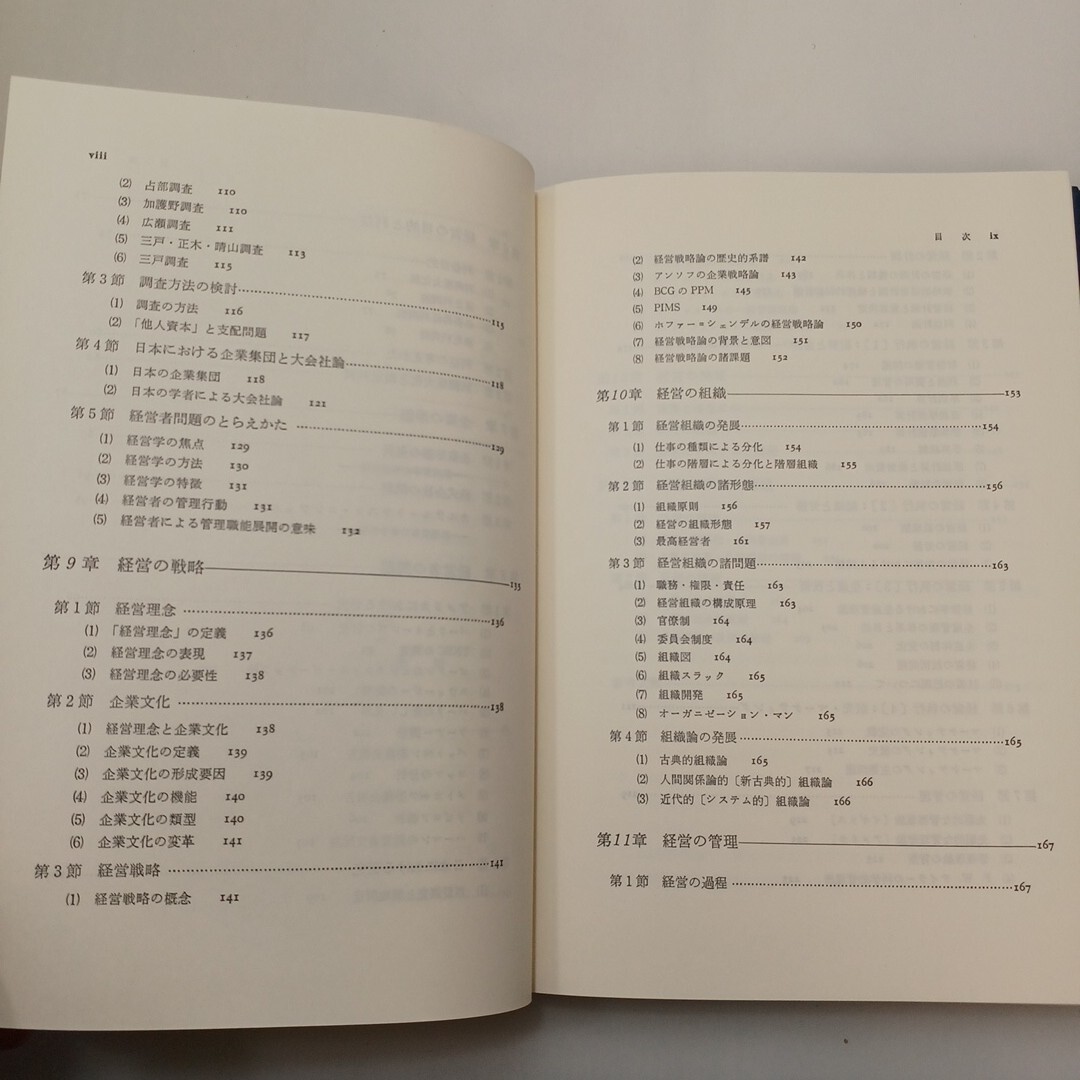 viii
(2) 占部調査 110
(3) 加護野調査 110
(4) 広瀬調査 111
(5) 三戸・正木・晴山調査 113
(6) 三戸調査 115
第3節 調査方法の検討……………115
(1) 調査の方法 116
(2) 「他人資本」と支配問題 117
第4節 日本における企業集団と大会社論……………118
(1) 日本の企業集団 118
(2) 日本の学者による大会社論 121
第5節 経営者問題のとらえかた……………129
(1) 経営学の焦点 129
(2) 経営学の方法 130
(3) 経営学の特徴 131
(4) 経営者の管理行動 131
(5) 経営者による管理職能展開の意味 132
第9章 経営の戦略――――135
(1)
第1節 経営理念……………136
(1) 「経営理念」の定義 136
(2) 経営理念の表現 137
(3) 経営理念の必要性 138
第2節 企業文化……………138
(1) 経営理念と企業文化 138
(2) 企業文化の定義 139
(3) 企業文化の形成要因 139
(4) 企業文化の機能 140
(5) 企業文化の類型 140
(6) 企業文化の変革 141
第3節 経営戦略……………141
(1) 経営戦略の概念 141
目次 ix
(2) 経営戦略論の歴史的系譜 142
(3) アンソフの企業戦略論 143
(4) BCGのPPM 145
(5) PIMS 149
(6) ホファー=シェンデルの経営戦略論 150
(7) 経営戦略論の背景と意図 151
(8) 経営戦略論の諸課題 152
第10章 経営の組織――――153
第1節 経営組織の発展……………154
(1) 仕事の種類による分化 154
(2) 仕事の階層による分化と階層組織 155
第2節 経営組織の諸形態……………156
(1) 組織原則 156
(2) 経営の組織形態 157
(3) 最高経営者 161
第3節 経営組織の諸問題……………163
(1) 職務・権限・責任 163
(2) 経営組織の構成原理 163
(3) 官僚制 164
(4) 委員会制度 164
(5) 組織図 164
(6) 組織スラック 165
(7) 組織開発 165
(8) オーガニゼーション・マン 165
第4節 組織論の発展……………165
(1) 古典的組織論 165
(2) 人間関係論的〔新古典的〕組織論 166
(3) 近代的〔システム的〕組織論 166
第11章 経営の管理――――167
第1節 経営の過程……………167